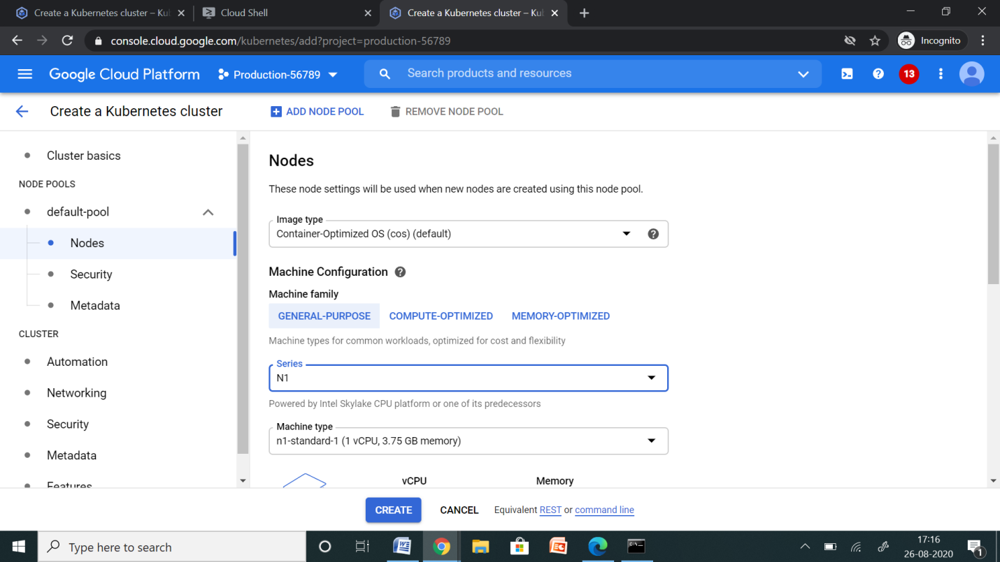 Create a Kubernetes cluster – Ku
Cloud Shell
Create a Kubernetes cluster – Ku
console.cloud.google.com/kubernetes/add?project=production-56789
Incognito
Google Cloud Platform
Production-56789
Search products and resources
13
Create a Kubernetes cluster
ADD NODE POOL
REMOVE NODE POOL
Cluster basics
NODE POOLS
default-pool
Nodes
Security
Metadata
CLUSTER
Automation
Networking
Security
Metadata
Features
Nodes
These node settings will be used when new nodes are created using this node pool.
Image type
Container-Optimized OS (cos) (default)
Machine Configuration
Machine family
GENERAL-PURPOSE COMPUTE-OPTIMIZED MEMORY-OPTIMIZED
Machine types for common workloads, optimized for cost and flexibility
Series
N1
Powered by Intel Skylake CPU platform or one of its predecessors
Machine type
n1-standard-1 (1 vCPU, 3.75 GB memory)
vCPU Memory
CREATE CANCEL Equivalent REST or command line
Type here to search
17:16
26-08-2020
1